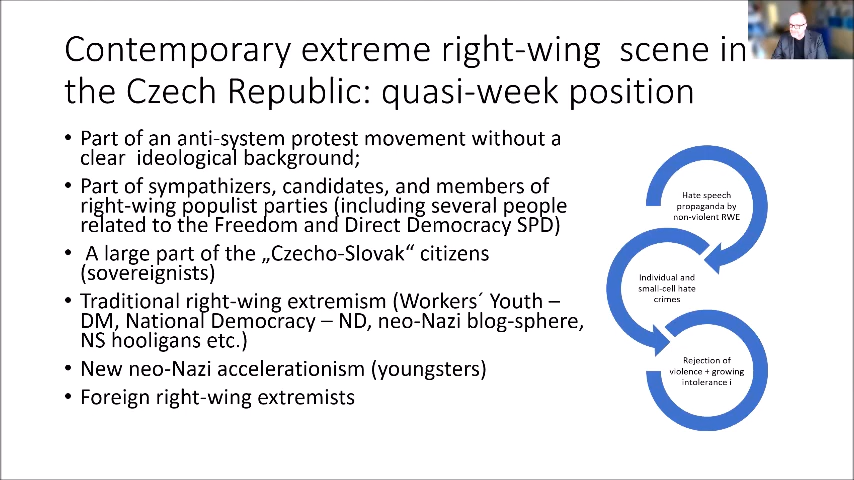 Contemporary extreme right-wing  scene in
the Czech Republic: quasi-week position
• Part of an anti-system protest movement without a
clear  ideological background;
• Part of sympathizers, candidates, and members of
right-wing populist parties (including several people
related to the Freedom and Direct Democracy SPD)
•  A large part of the „Czecho-Slovak“ citizens
(sovereignists)
• Traditional right-wing extremism (Workers´ Youth –
DM, National Democracy – ND, neo-Nazi blog-sphere,
NS hooligans etc.)
• New neo-Nazi accelerationism (youngsters)
• Foreign right-wing extremists
Hate speech
propaganda by
non-violent RWE
Individual and
small-cell hate
crimes
Rejection of
violence + growing
intolerance i